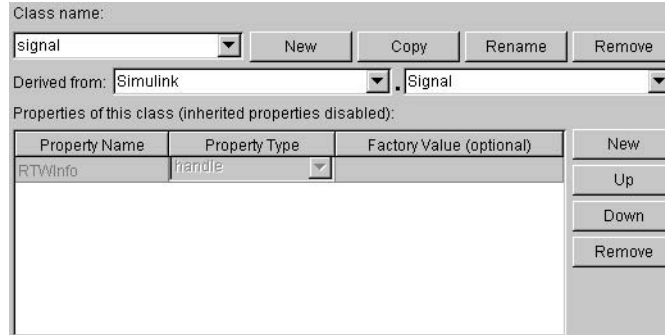 Class name:
signal New Copy Rename Remove
Derived from: Simulink . Signal
Properties of this class (inherited properties disabled):
Property Name Property Type Factory Value (optional) New
RTWInfo handle
Up
Down
Remove